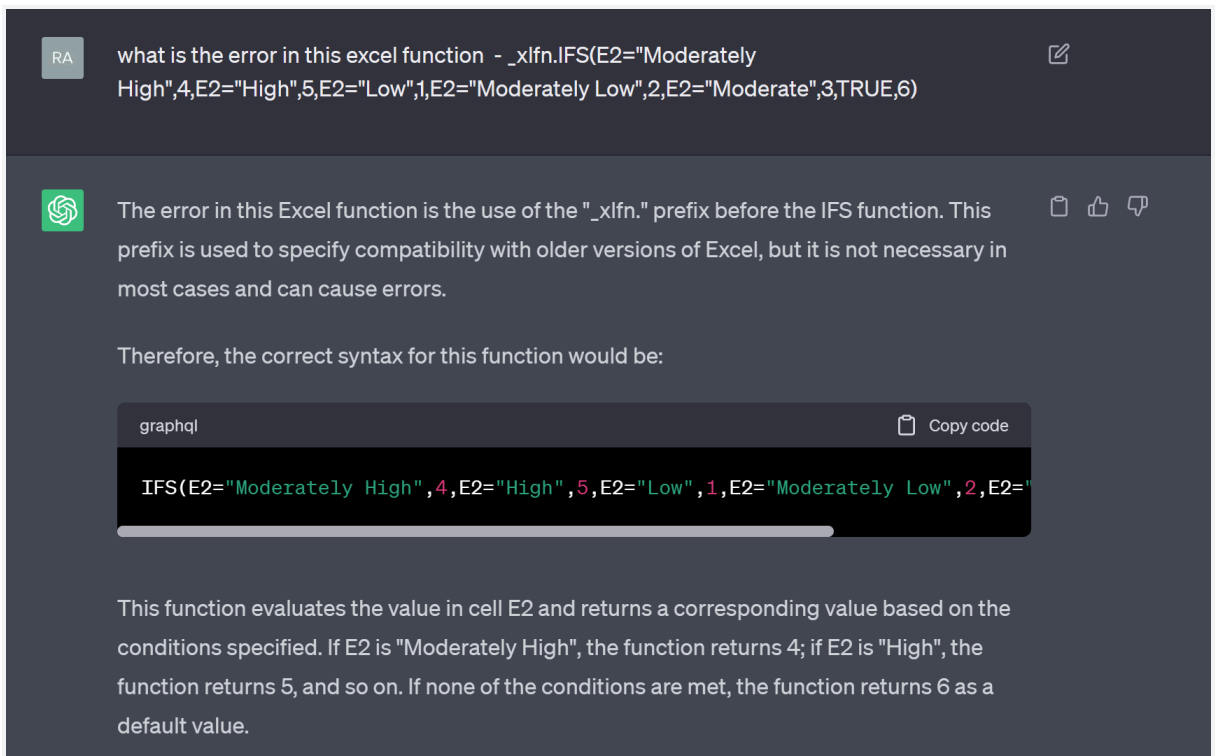 RA
what is the error in this excel function - _xlfn.IFS(E2="Moderately
High",4,E2="High",5,E2="Low",1,E2="Moderately Low",2,E2="Moderate",3,TRUE,6)
The error in this Excel function is the use of the "_xlfn." prefix before the IFS function. This
prefix is used to specify compatibility with older versions of Excel, but it is not necessary in
most cases and can cause errors.
Therefore, the correct syntax for this function would be:
graphql
Copy code
IFS(E2="Moderately High",4,E2="High",5,E2="Low",1,E2="Moderately Low",2,E2="
This function evaluates the value in cell E2 and returns a corresponding value based on the
conditions specified. If E2 is "Moderately High", the function returns 4; if E2 is "High", the
function returns 5, and so on. If none of the conditions are met, the function returns 6 as a
default value.